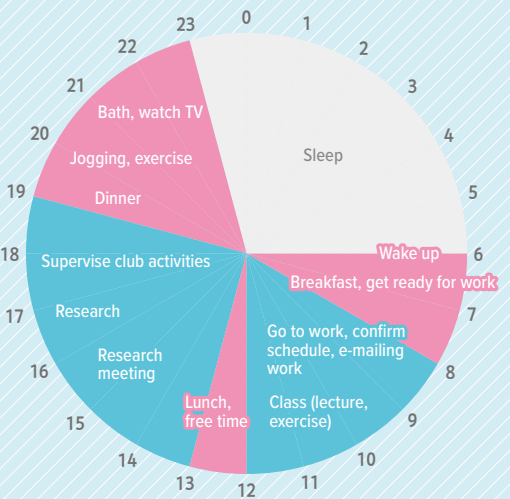 0
1
2
3
4
5
6
7
8
9
10
11
12
13
14
15
16
17
18
19
20
21
22
23
Sleep
Wake up
Breakfast, get ready for work
Go to work, confirm
schedule, e-mailing
work
Class (lecture,
exercise)
Lunch,
free time
Research
meeting
Research
Supervise club activities
Dinner
Jogging, exercise
Bath, watch TV